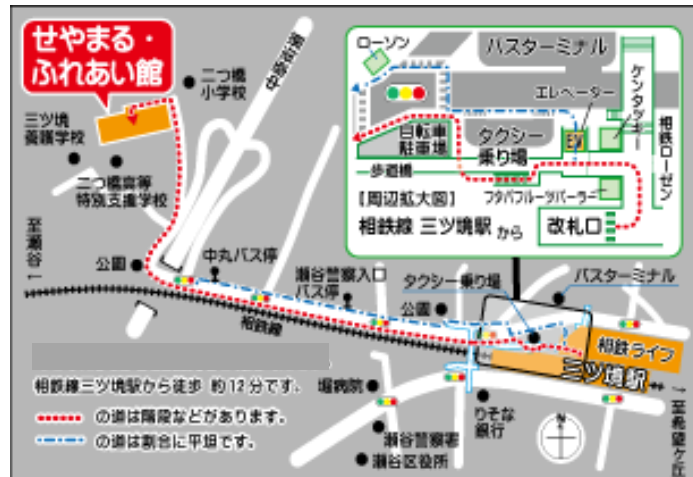 せやまる・
ふれあい館
二つ橋
小学校
三ツ境
養護学校
二つ橋高等
特別支援学校
至瀬谷→
公園
中丸バス停
瀬谷警察入口
バス停
相鉄線
公園
タクシー乗り場
バスターミナル
相鉄ライフ
三ツ境駅
至希望ヶ丘
堀病院
りそな
銀行
瀬谷警察署
瀬谷区役所
N
相鉄線三ツ境駅から徒歩 約12分です。
の道は階段などがあります。
の道は割合に平坦です。
ローソン
バスターミナル
エレベーター
ケンタッキー
相鉄ローゼン
自転車
駐車場
タクシー
乗り場
EV
歩道橋
【周辺拡大図】
フタバフルーツパーラー
相鉄線 三ツ境駅 から
改札口